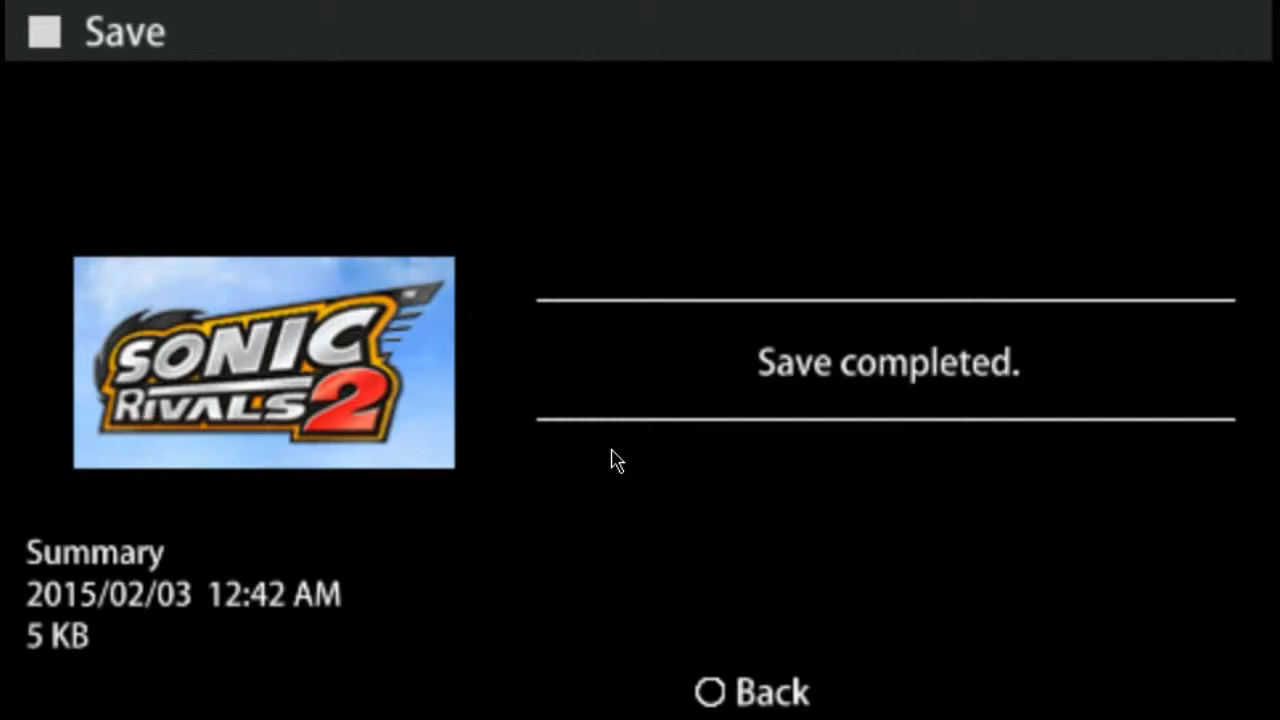 Save
SONIC
RIVALS 2
Save completed.
Summary
2015/02/03 12:42 AM
5 KB
Back